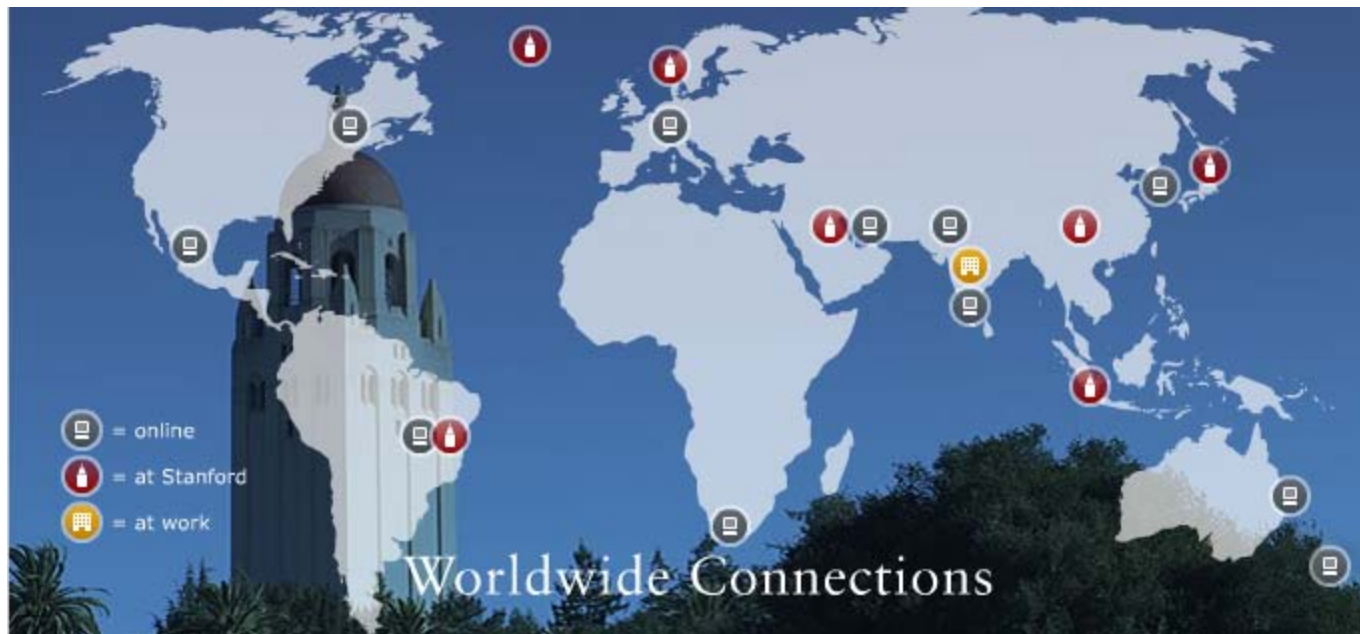 = online
= at Stanford
= at work
Worldwide Connections